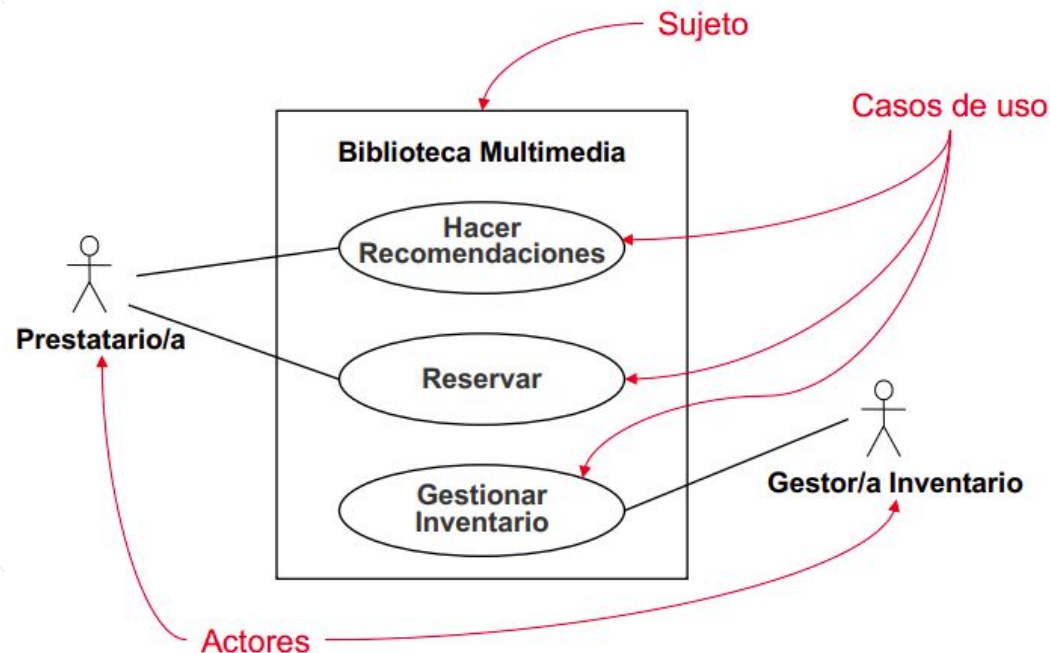 Sujeto
Casos de uso
Biblioteca Multimedia
Hacer
Recomendaciones
Prestatario/a
Reservar
Gestionar
Inventario
Gestor/a Inventario
Actores